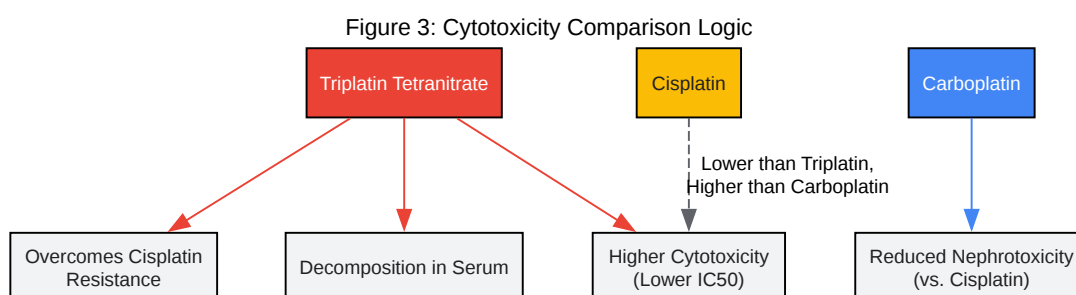 Figure 3: Cytotoxicity Comparison Logic
Triplatin Tetranitrate
Cisplatin
Carboplatin
Lower than Triplatin,
Higher than Carboplatin
Overcomes Cisplatin
Resistance
Decomposition in Serum
Higher Cytotoxicity
(Lower IC50)
Reduced Nephrotoxicity
(vs. Cisplatin)